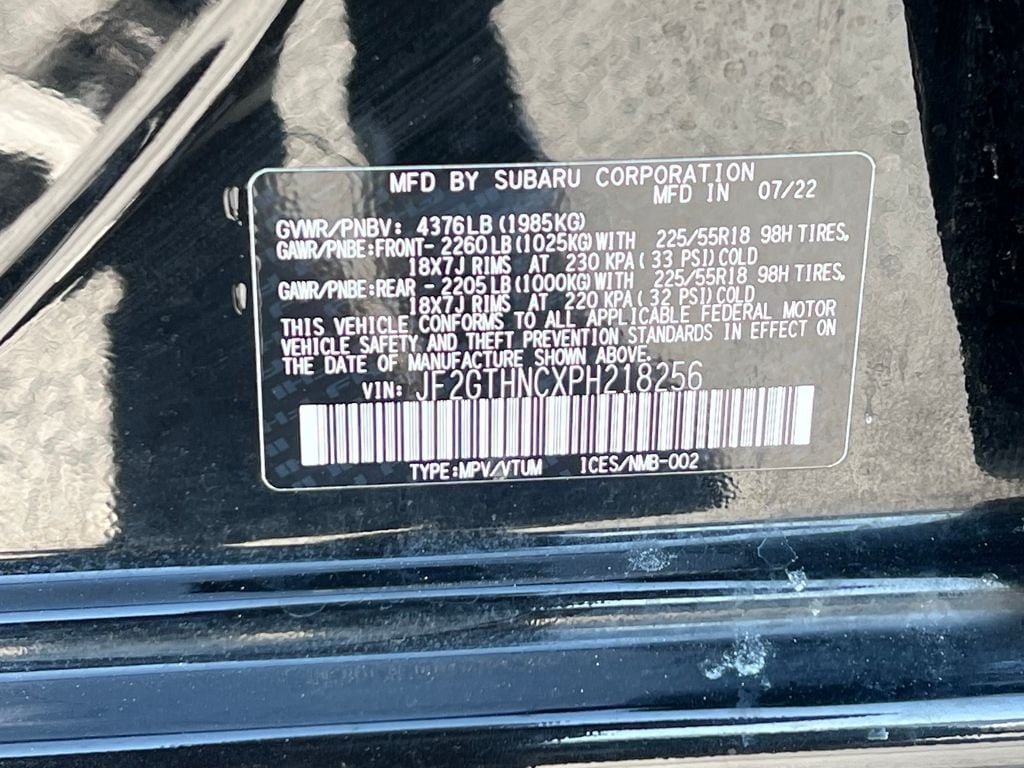 MFD BY SUBARU CORPORATION
MFD IN 07/22
GVWR/PNBV: 4376LB (1985KG)
GAWR/PNBE:FRONT- 2260LB (1025KG) WITH 225/55R18 98H TIRES,
18X7J RIMS AT 230 KPA ( 33 PSI) COLD
GAWR/PNBE:REAR - 2205LB (1000KG) WITH 225/55R18 98H TIRES,
18X7J RIMS AT 220 KPA ( 32 PSI) COLD
THIS VEHICLE CONFORMS TO ALL APPLICABLE FEDERAL MOTOR
VEHICLE SAFETY AND THEFT PREVENTION STANDARDS IN EFFECT ON
THE DATE OF MANUFACTURE SHOWN ABOVE.
VIN: JF2GTHNCXPH218256
TYPE:MPV/VTUM ICES/NMB-002